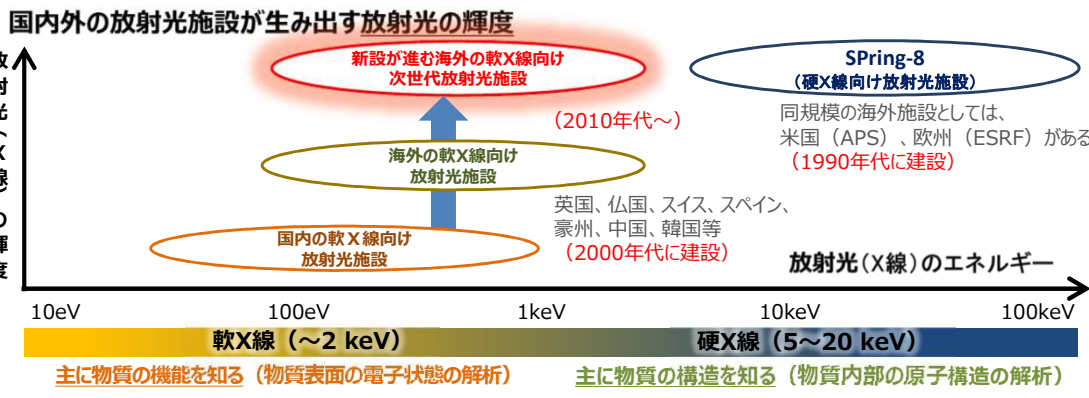 国内外の放射光施設が生み出す放射光の輝度
放射光（X線）の輝度
新設が進む海外の軟X線向け
次世代放射光施設
SPring-8
（硬X線向け放射光施設）
（2010年代～）
同規模の海外施設としては、
米国（APS）、欧州（ESRF）がある
（1990年代に建設）
海外の軟X線向け
放射光施設
英国、仏国、スイス、スペイン、
豪州、中国、韓国等
（2000年代に建設）
国内の軟Ｘ線向け
放射光施設
放射光（X線）のエネルギー
10eV 100eV 1keV 10keV 100keV
軟X線（～2 keV） 硬X線（5～20 keV）
主に物質の機能を知る（物質表面の電子状態の解析） 主に物質の構造を知る（物質内部の原子構造の解析）